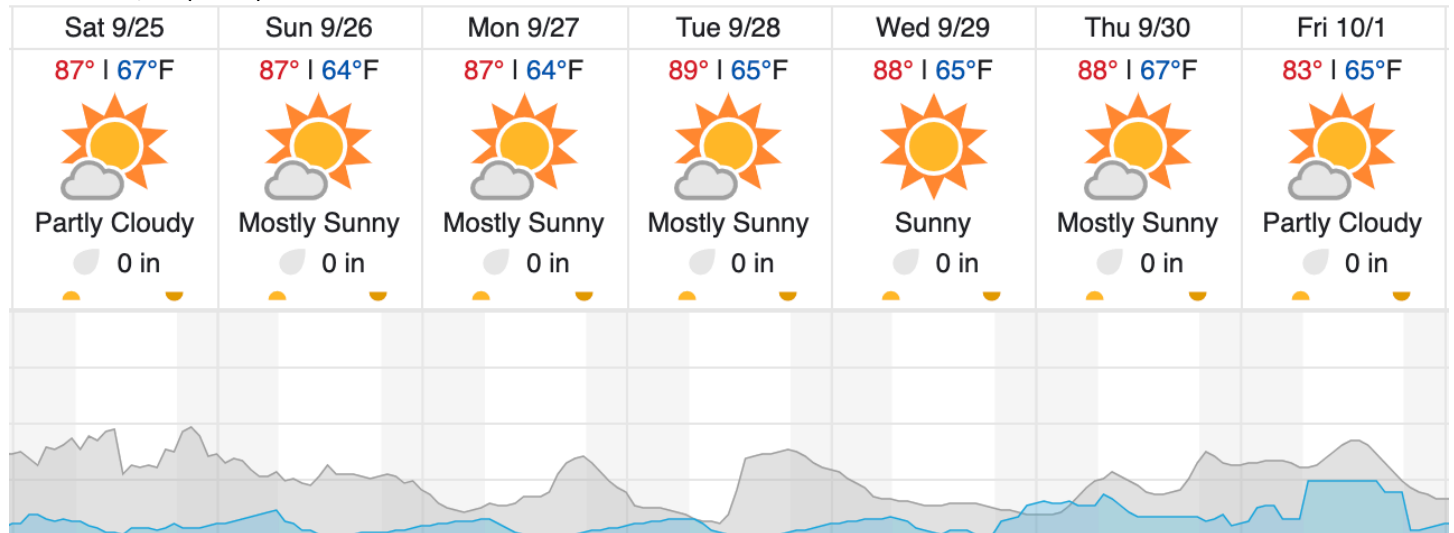 Sat 9/25 Sun 9/26 Mon 9/27 Tue 9/28 Wed 9/29 Thu 9/30 Fri 10/1
87° | 67°F 87° | 64°F 87° | 64°F 89° | 65°F 88° | 65°F 88° | 67°F 83° | 65°F
Partly Cloudy Mostly Sunny Mostly Sunny Mostly Sunny Sunny Mostly Sunny Partly Cloudy
0 in 0 in 0 in 0 in 0 in 0 in 0 in